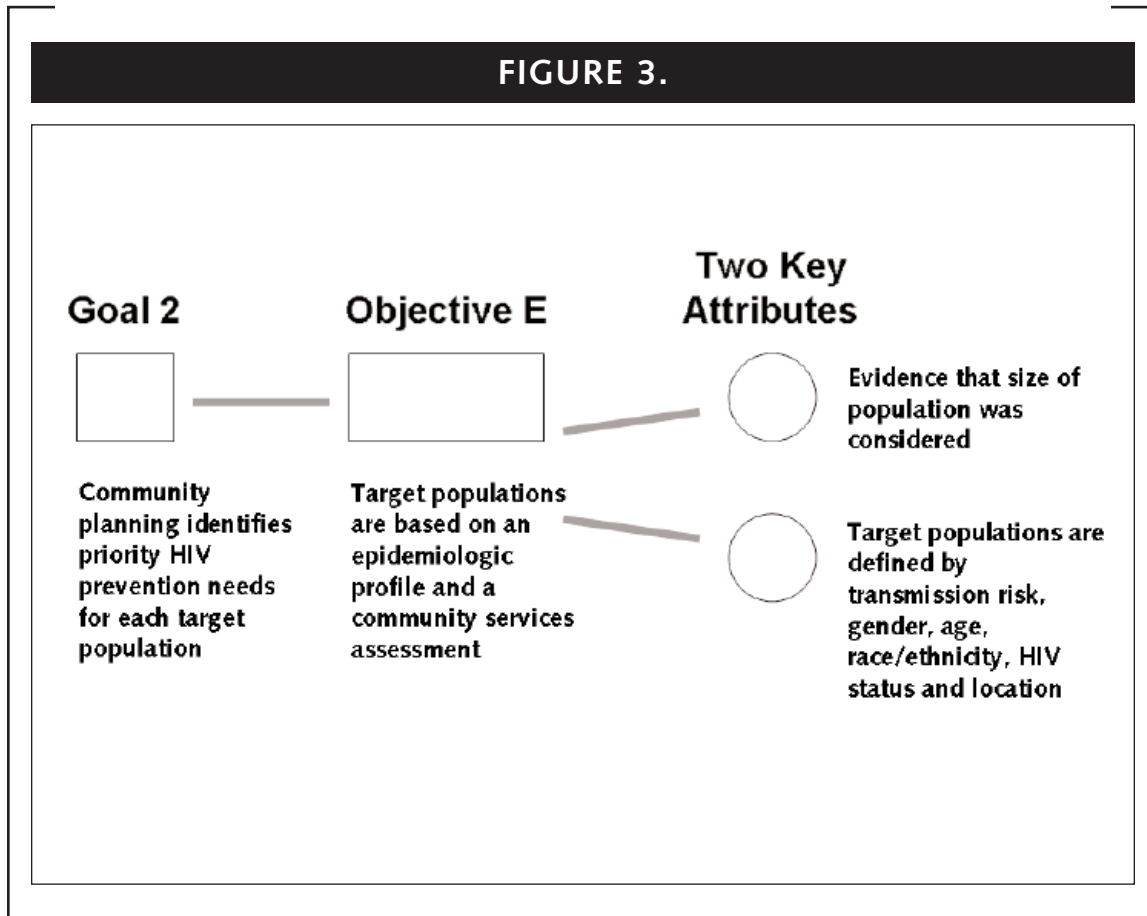 FIGURE 3.
Goal 2
Community
planning identifies
priority HIV
prevention needs
for each target
population
Objective E
Target populations
are based on an
epidemiologic
profile and a
community services
assessment
Two Key
Attributes
Evidence that size of
population was
considered
Target populations are
defined by
transmission risk,
gender, age,
race/ethnicity, HIV
status and location